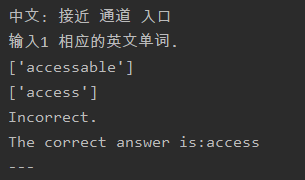 中文: 接近 通道 入口
输入1 相应的英文单词.
['accessable']
['access']
Incorrect.
The correct answer is:access
---